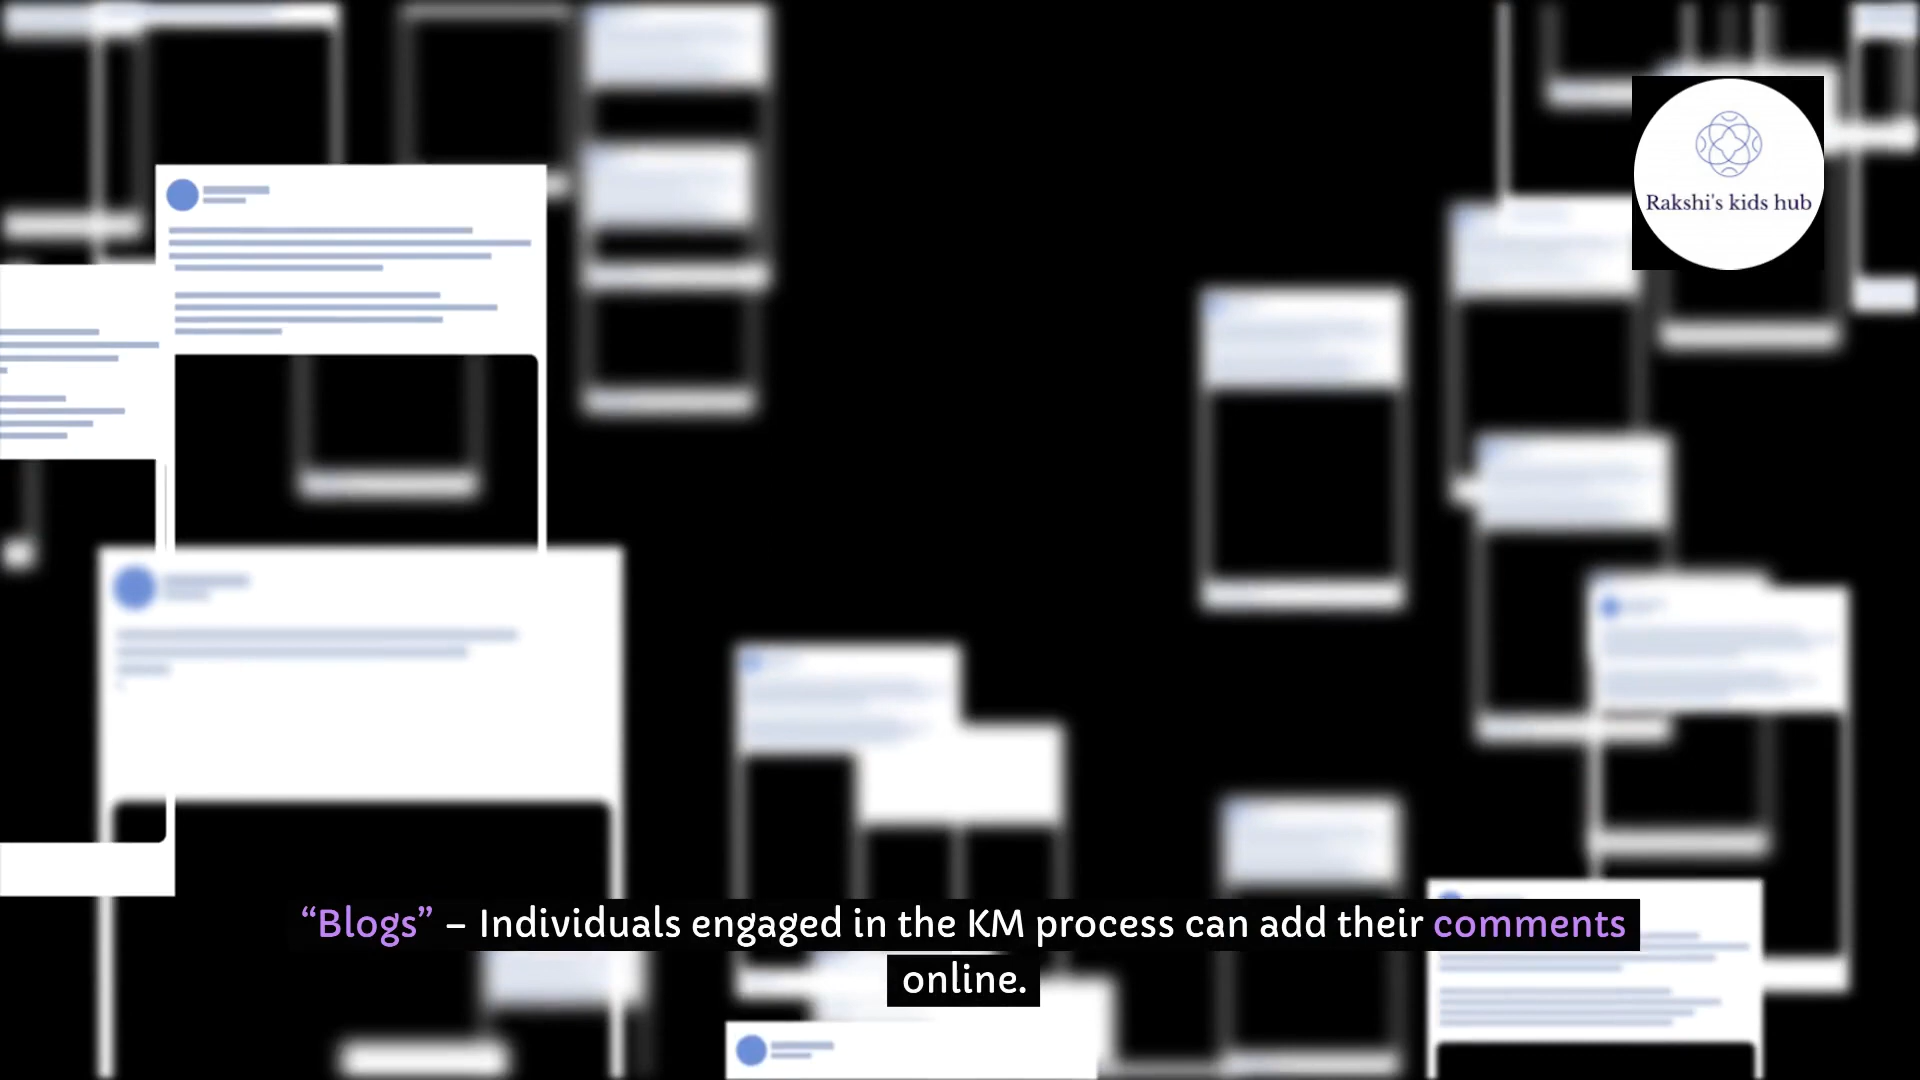 Rakshi's kids hub
“Blogs” – Individuals engaged in the KM process can add their comments
online.